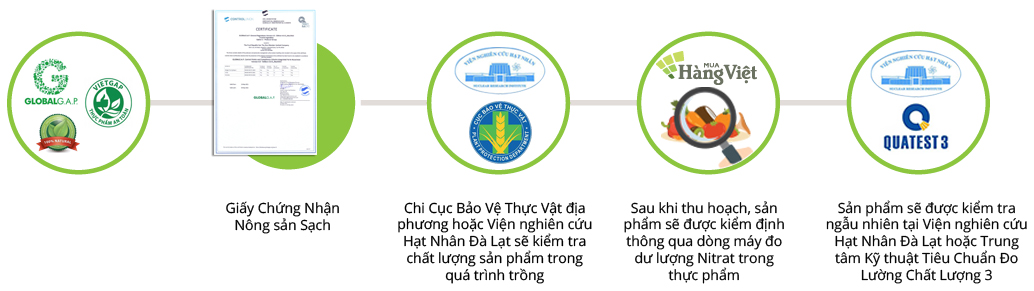 GLOBALG.A.P.
VIETGAP
THỰC PHẨM AN TOÀN
100% NATURAL
CERTIFICATE
GLOBALG.A.P.
Giấy Chứng Nhận
Nông sản Sạch
VIỆN NGHIÊN CỨU HẠT NHÂN
NUCLEAR RESEARCH INSTITUTE
CỤC BẢO VỆ THỰC VẬT
PLANT PROTECTION DEPARTMENT
Chi Cục Bảo Vệ Thực Vật địa
phương hoặc Viện nghiên cứu
Hạt Nhân Đà Lạt sẽ kiểm tra
chất lượng sản phẩm trong
quá trình trồng
MUA
HàngViệt
Sau khi thu hoạch, sản
phẩm sẽ được kiểm định
thông qua dòng máy đo
dư lượng Nitrat trong
thực phẩm
VIỆN NGHIÊN CỨU HẠT NHÂN
NUCLEAR RESEARCH INSTITUTE
QUATEST 3
Sản phẩm sẽ được kiểm tra
ngẫu nhiên tại Viện nghiên cứu
Hạt Nhân Đà Lạt hoặc Trung
tâm Kỹ thuật Tiêu Chuẩn Đo
Lường Chất Lượng 3